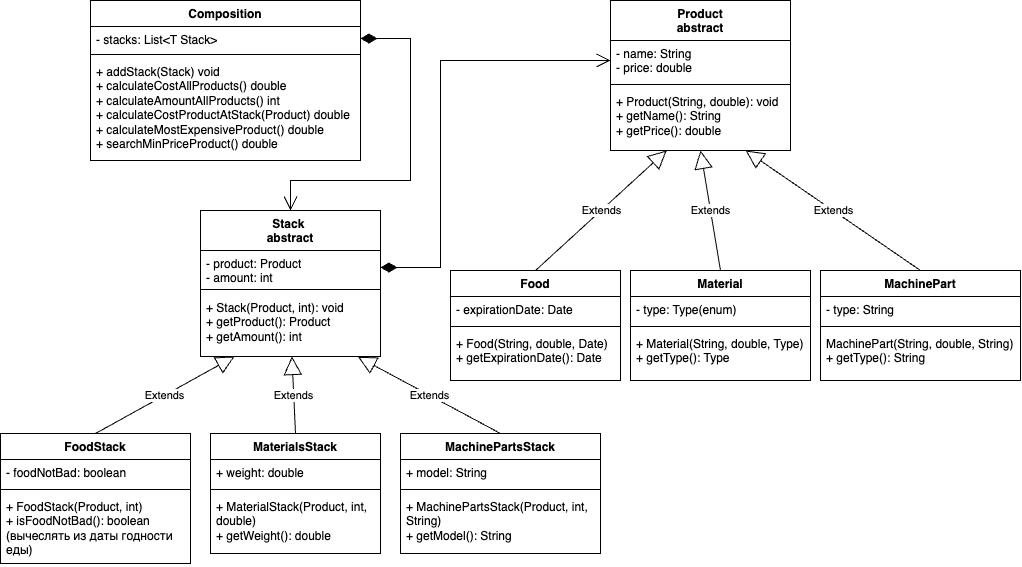 Composition
- stacks: List<T Stack>
+ addStack(Stack) void
+ calculateCostAllProducts() double
+ calculateAmountAllProducts() int
+ calculateCostProductAtStack(Product) double
+ calculateMostExpensiveProduct() double
+ searchMinPriceProduct() double
Product
abstract
- name: String
- price: double
+ Product(String, double): void
+ getName(): String
+ getPrice(): double
Extends
Extends
Extends
Stack
abstract
- product: Product
- amount: int
+ Stack(Product, int): void
+ getProduct(): Product
+ getAmount(): int
Food
- expirationDate: Date
+ Food(String, double, Date)
+ getExpirationDate(): Date
Material
- type: Type(enum)
+ Material(String, double, Type)
+ getType(): Type
MachinePart
- type: String
MachinePart(String, double, String)
+ getType(): String
Extends
Extends
Extends
FoodStack
- foodNotBad: boolean
+ FoodStack(Product, int)
+ isFoodNotBad(): boolean
(вычеслять из даты годности
еды)
MaterialsStack
+ weight: double
+ MaterialStack(Product, int,
double)
+ getWeight(): double
MachinePartsStack
+ model: String
+ MachinePartsStack(Product, int,
String)
+ getModel(): String